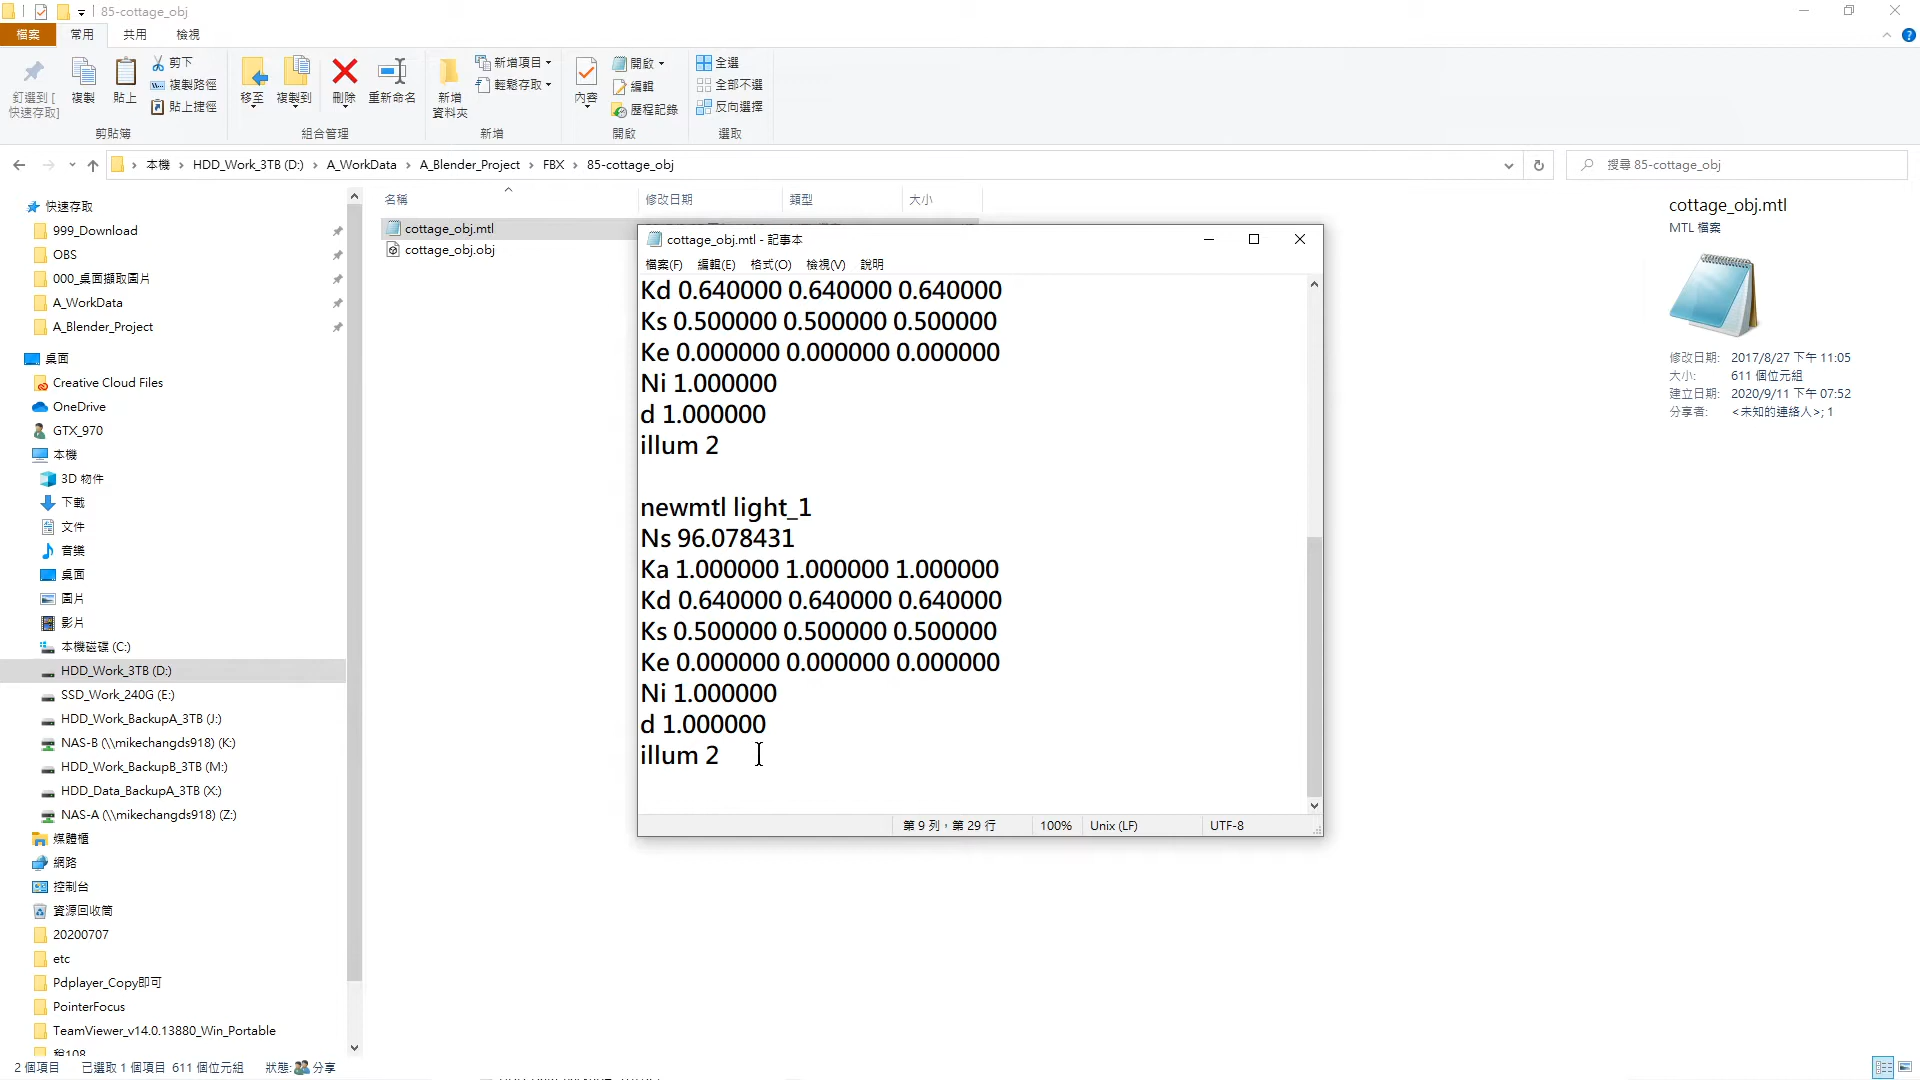 85-cottage_obj
檔案 常用 共用 檢視
釘選到 [快速存取]
複製
貼上
剪下
複製路徑
貼上捷徑
剪貼簿
移至
複製到
刪除
重新命名
組合管理
新增
資料夾
新增項目
輕鬆存取
新增
內容
開啟
編輯
歷程記錄
開啟
全選
全部不選
反向選擇
選取
本機 › HDD_Work_3TB (D:) › A_WorkData › A_Blender_Project › FBX › 85-cottage_obj
搜尋 85-cottage_obj
快速存取
999_Download
OBS
000_桌面擷取圖片
A_WorkData
A_Blender_Project
桌面
Creative Cloud Files
OneDrive
GTX_970
本機
3D 物件
下載
文件
音樂
桌面
圖片
影片
本機磁碟 (C:)
HDD_Work_3TB (D:)
SSD_Work_240G (E:)
HDD_Work_BackupA_3TB (J:)
NAS-B (\\mikechangds918) (K:)
HDD_Work_BackupB_3TB (M:)
HDD_Data_BackupA_3TB (X:)
NAS-A (\\mikechangds918) (Z:)
媒體櫃
網路
控制台
資源回收筒
20200707
etc
Pdplayer_Copy即可
PointerFocus
TeamViewer_v14.0.13880_Win_Portable
稅108
名稱 修改日期 類型 大小
cottage_obj.mtl
cottage_obj.obj
cottage_obj.mtl - 記事本
檔案(F) 編輯(E) 格式(O) 檢視(V) 說明
Kd 0.640000 0.640000 0.640000
Ks 0.500000 0.500000 0.500000
Ke 0.000000 0.000000 0.000000
Ni 1.000000
d 1.000000
illum 2
newmtl light_1
Ns 96.078431
Ka 1.000000 1.000000 1.000000
Kd 0.640000 0.640000 0.640000
Ks 0.500000 0.500000 0.500000
Ke 0.000000 0.000000 0.000000
Ni 1.000000
d 1.000000
illum 2
第 9 列，第 29 行 100% Unix (LF) UTF-8
cottage_obj.mtl
MTL 檔案
修改日期: 2017/8/27 下午 11:05
大小: 611 個位元組
建立日期: 2020/9/11 下午 07:52
分享者: <未知的連絡人>; 1
2 個項目 已選取 1 個項目 611 個位元組 狀態: 分享